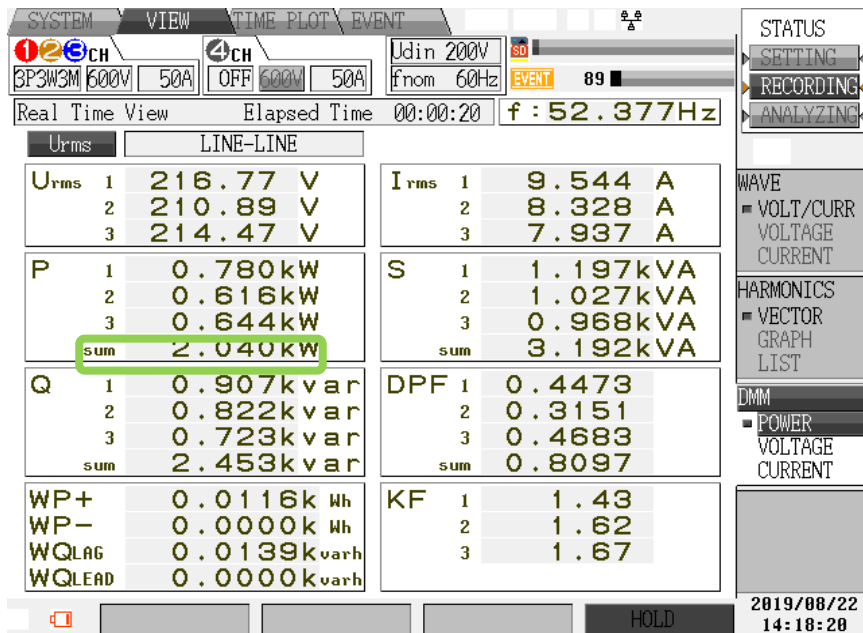 SYSTEM VIEW TIME PLOT EVENT
STATUS
1 2 3 CH 4 CH Udin 200V SD
SETTING
3P3W3M 600V 50A OFF 600V 50A fnom 60Hz EVENT 89
RECORDING
Real Time View Elapsed Time 00:00:20 f:52.377Hz
ANALYZING
Urms LINE-LINE
Urms 1 216.77 V
2 210.89 V
3 214.47 V
Irms 1 9.544 A
2 8.328 A
3 7.937 A
P 1 0.780kW
2 0.616kW
3 0.644kW
sum 2.040kW
S 1 1.197kVA
2 1.027kVA
3 0.968kVA
sum 3.192kVA
Q 1 0.907kvar
2 0.822kvar
3 0.723kvar
sum 2.453kvar
DPF 1 0.4473
2 0.3151
3 0.4683
sum 0.8097
WP+ 0.0116k Wh
WP- 0.0000k Wh
WQLAG 0.0139kvarh
WQLEAD 0.0000kvarh
KF 1 1.43
2 1.62
3 1.67
WAVE
VOLT/CURR
VOLTAGE
CURRENT
HARMONICS
VECTOR
GRAPH
LIST
DMM
POWER
VOLTAGE
CURRENT
HOLD
2019/08/22
14:18:20